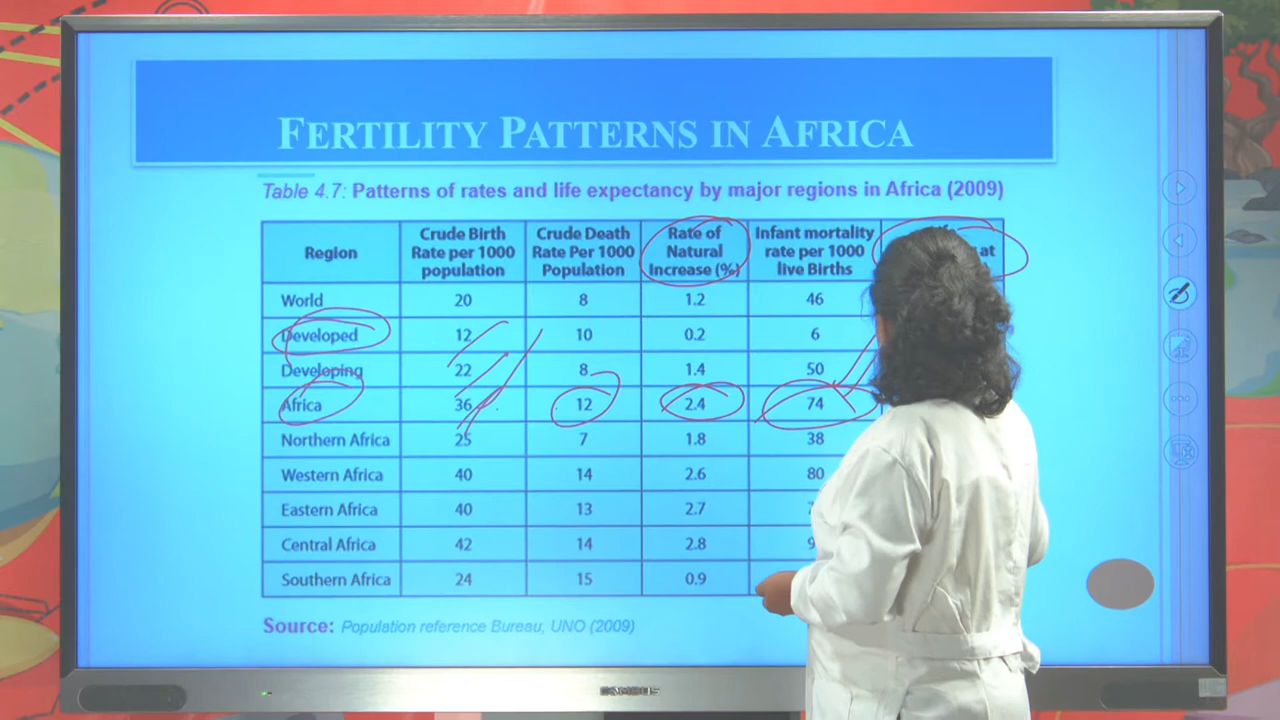 FERTILITY PATTERNS IN AFRICA
Table 4.7: Patterns of rates and life expectancy by major regions in Africa (2009)
Region Crude Birth Rate per 1000 population Crude Death Rate Per 1000 Population Rate of Natural Increase (%) Infant mortality rate per 1000 live Births at
World 20 8 1.2 46
Developed 12 10 0.2 6
Developing 22 8 1.4 50
Africa 36 12 2.4 74
Northern Africa 25 7 1.8 38
Western Africa 40 14 2.6 80
Eastern Africa 40 13 2.7
Central Africa 42 14 2.8
Southern Africa 24 15 0.9
Source: Population reference Bureau, UNO (2009)